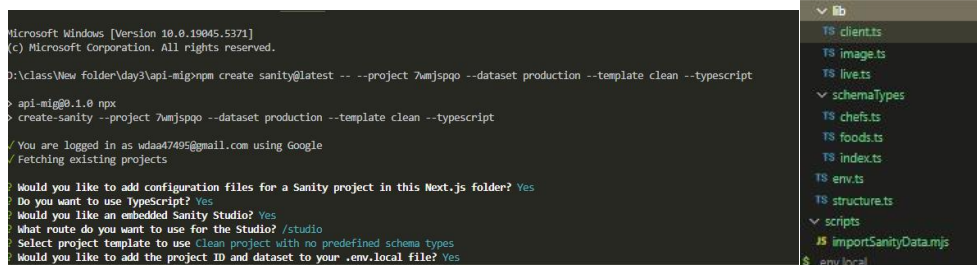 Microsoft Windows [Version 10.0.19045.5371]
(c) Microsoft Corporation. All rights reserved.
D:\class\New folder\day3\api-mig>npm create sanity@latest -- --project 7wmjspqo --dataset production --template clean --typescript
> api-mig@0.1.0 npx
> create-sanity --project 7wmjspqo --dataset production --template clean --typescript
✓ You are logged in as wdaa47495@gmail.com using Google
✓ Fetching existing projects
? Would you like to add configuration files for a Sanity project in this Next.js folder? Yes
? Do you want to use TypeScript? Yes
? Would you like an embedded Sanity Studio? Yes
? What route do you want to use for the Studio? /studio
? Select project template to use Clean project with no predefined schema types
? Would you like to add the project ID and dataset to your .env.local file? Yes
lib
TS client.ts
TS image.ts
TS live.ts
schemaTypes
TS chefs.ts
TS foods.ts
TS index.ts
TS env.ts
TS structure.ts
scripts
JS importSanityData.mjs
$ .env.local